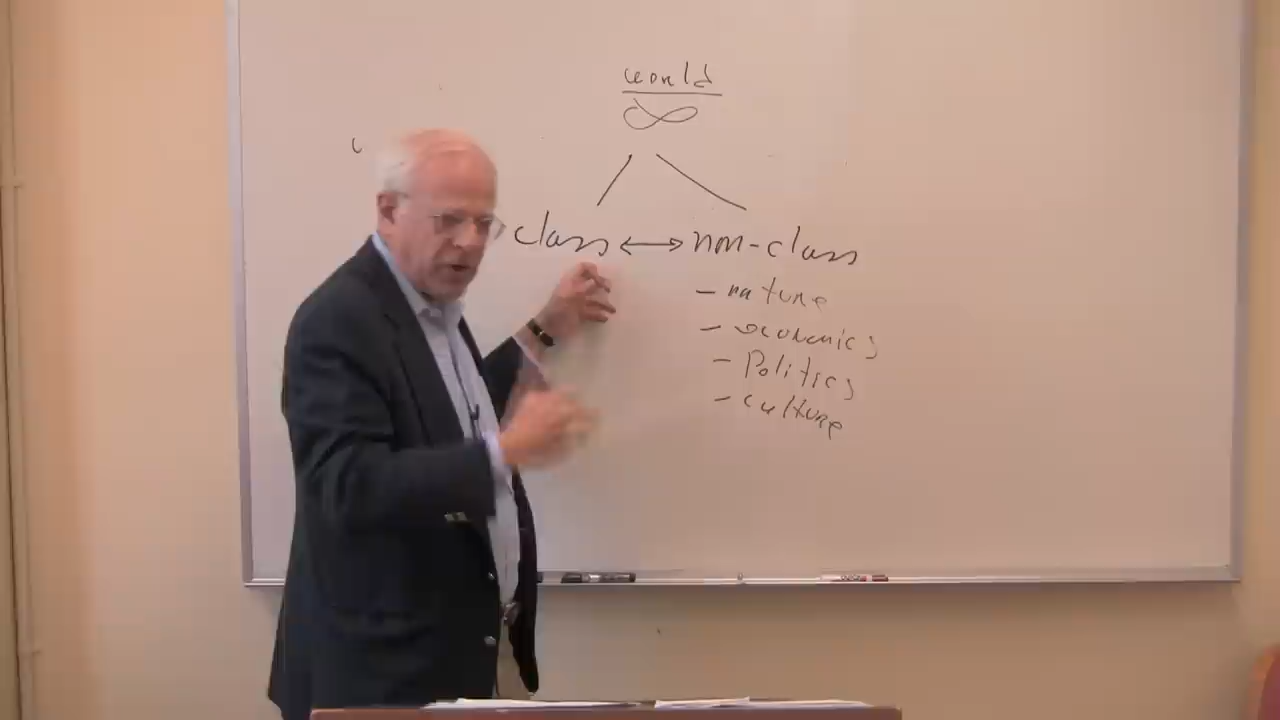 world
∞
class ↔ non-class
- nature
- economics
- Politics
- culture